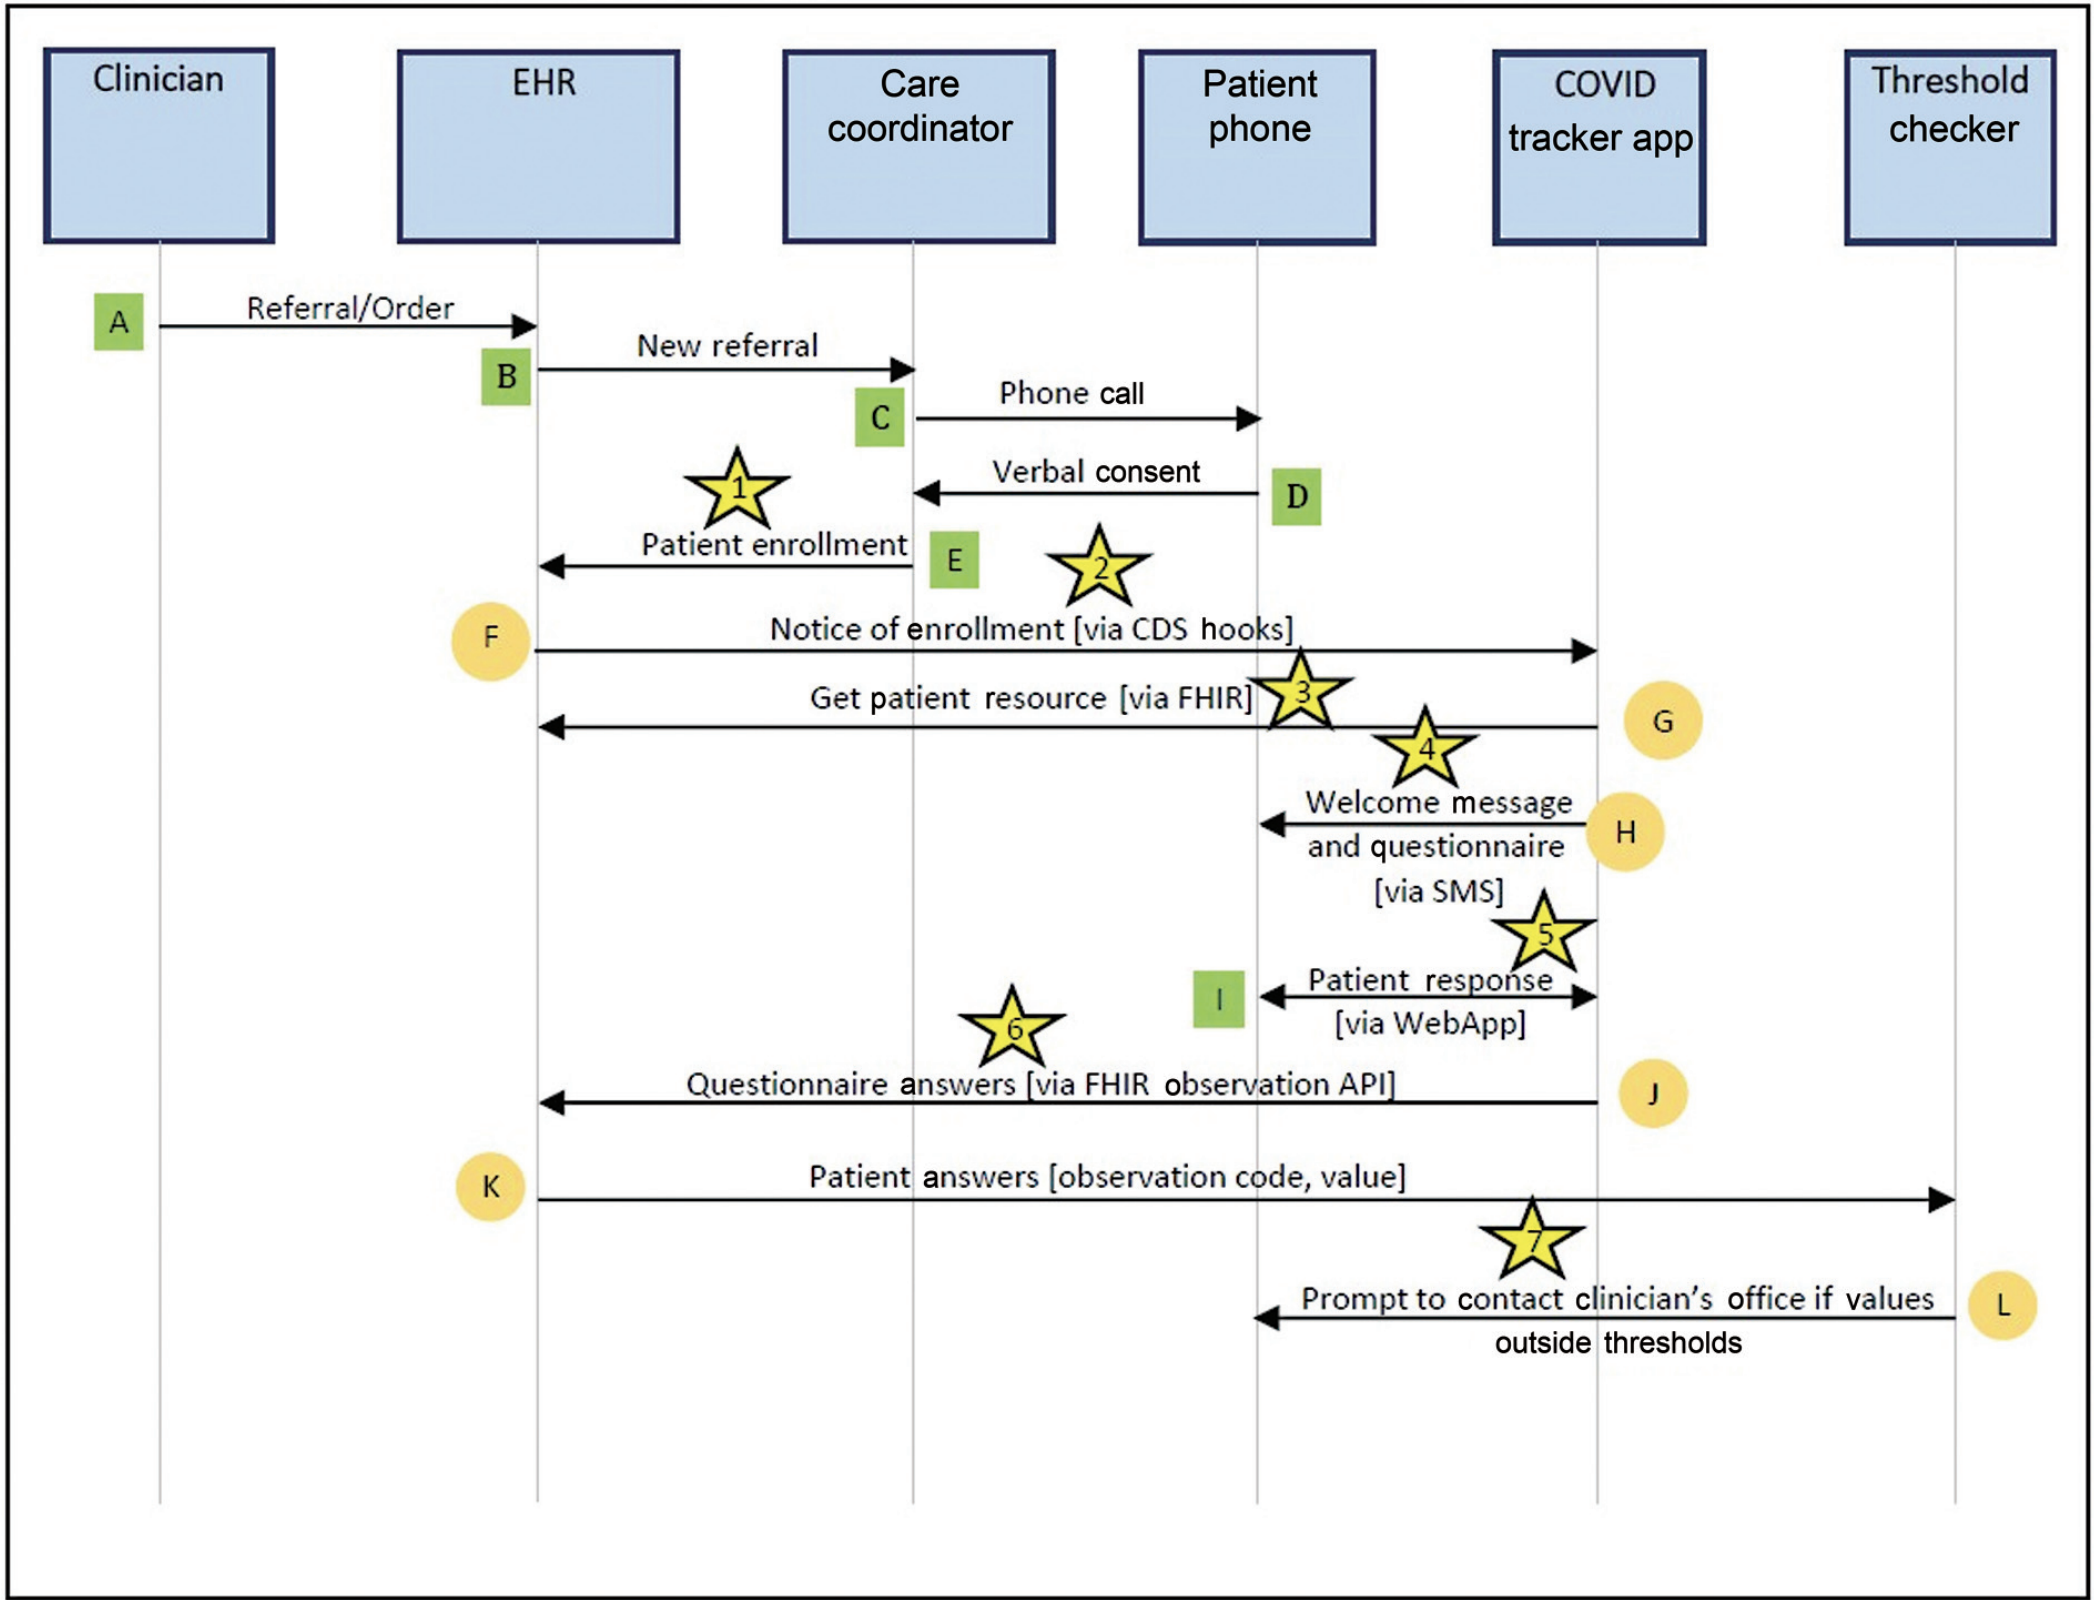 Clinician
EHR
Care
coordinator
Patient
phone
COVID
tracker app
Threshold
checker
A
Referral/Order
B
New referral
C
Phone call
1
Verbal consent
D
Patient enrollment
E
2
F
Notice of enrollment [via CDS hooks]
Get patient resource [via FHIR]
3
G
4
Welcome message
and questionnaire
[via SMS]
H
5
I
Patient response
[via WebApp]
6
Questionnaire answers [via FHIR observation API]
J
K
Patient answers [observation code, value]
7
Prompt to contact clinician's office if values
outside thresholds
L